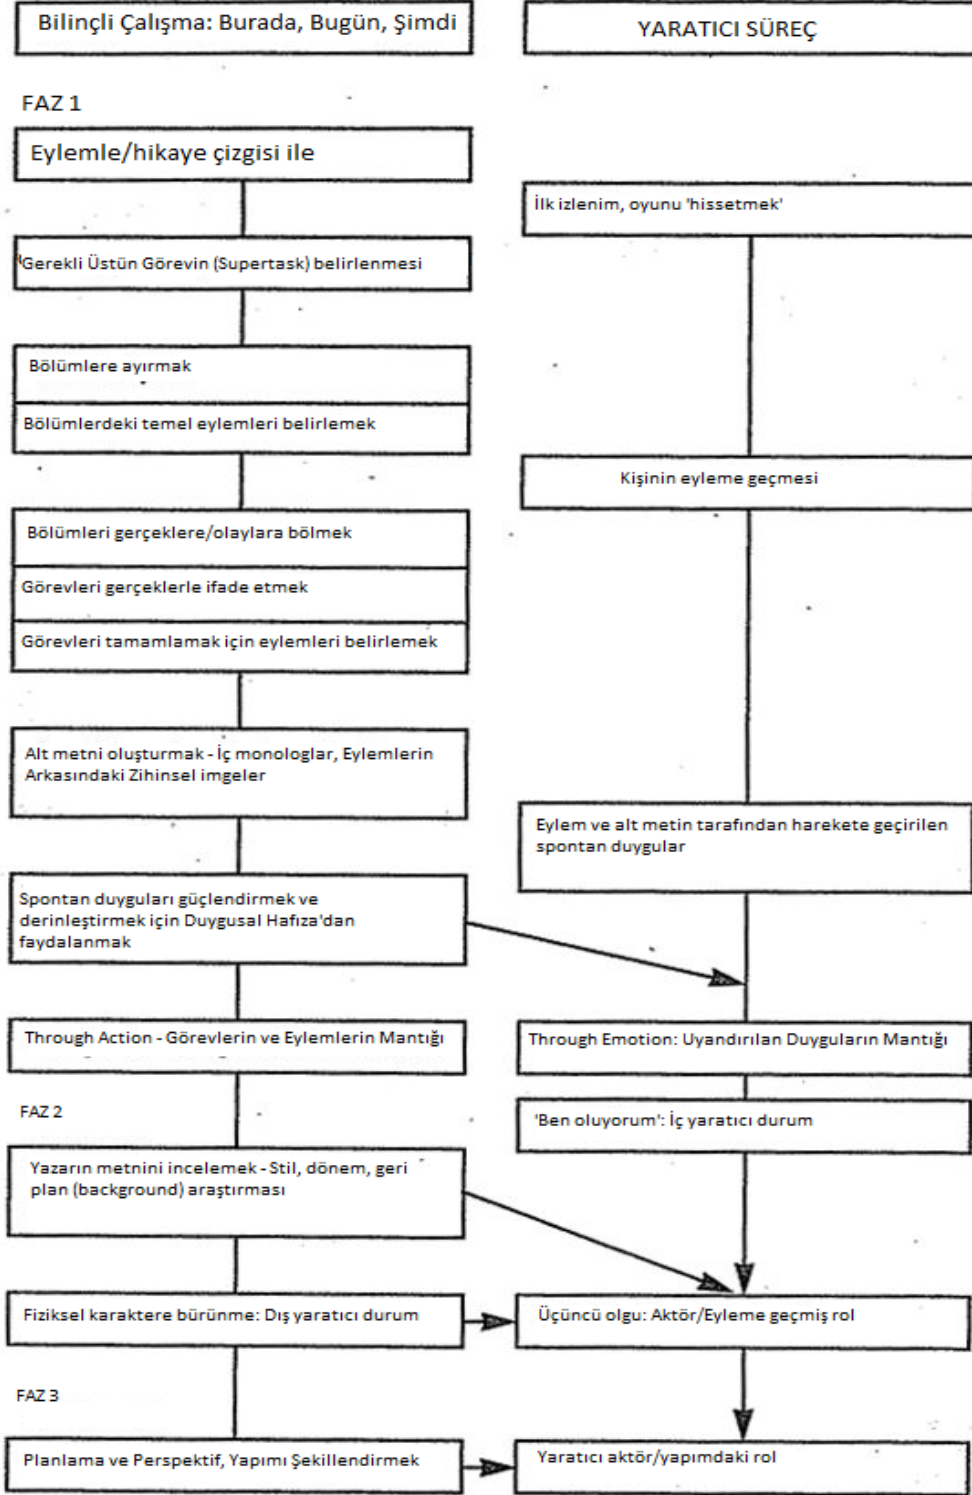 Bilinçli Çalışma: Burada, Bugün, Şimdi
YARATICI SÜREÇ
FAZ 1
Eylemle/hikaye çizgisi ile
İlk izlenim, oyunu 'hissetmek'
Gerekli Üstün Görevin (Supertask) belirlenmesi
Bölümlere ayırmak
Bölümlerdeki temel eylemleri belirlemek
Kişinin eyleme geçmesi
Bölümleri gerçeklere/olaylara bölmek
Görevleri gerçeklerle ifade etmek
Görevleri tamamlamak için eylemleri belirlemek
Alt metni oluşturmak - İç monologlar, Eylemlerin
Arkasındaki Zihinsel imgeler
Eylem ve alt metin tarafından harekete geçirilen
spontan duygular
Spontan duyguları güçlendirmek ve
derinleştirmek için Duygusal Hafıza'dan
faydalanmak
Through Action - Görevlerin ve Eylemlerin Mantığı
Through Emotion: Uyandırılan Duyguların Mantığı
FAZ 2
'Ben oluyorum': İç yaratıcı durum
Yazarın metnini incelemek - Stil, dönem, geri
plan (background) araştırması
Fiziksel karaktere bürünme: Dış yaratıcı durum
Üçüncü olgu: Aktör/Eyleme geçmiş rol
FAZ 3
Planlama ve Perspektif, Yapımı Şekillendirmek
Yaratıcı aktör/yapımdaki rol